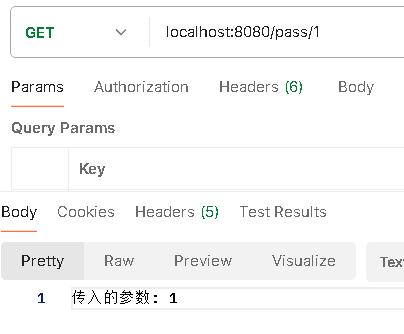 GET localhost:8080/pass/1
Params Authorization Headers (6) Body
Query Params
Key
Body Cookies Headers (5) Test Results
Pretty Raw Preview Visualize Text
1 传入的参数: 1